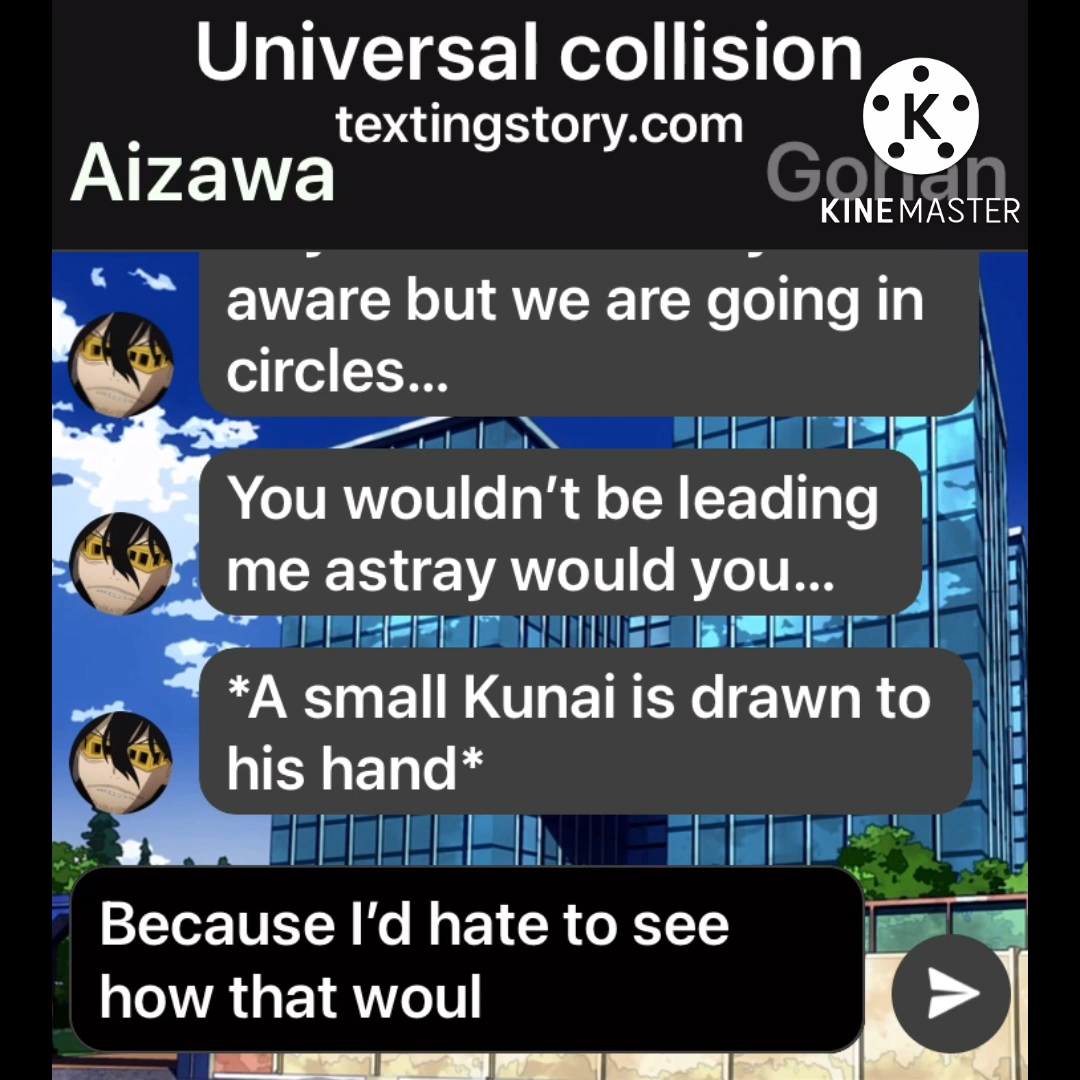 Universal collision
textingstory.com
Aizawa
Gohan
K
KINEMASTER
aware but we are going in
circles...
You wouldn't be leading
me astray would you...
*A small Kunai is drawn to
his hand*
Because I'd hate to see
how that woul